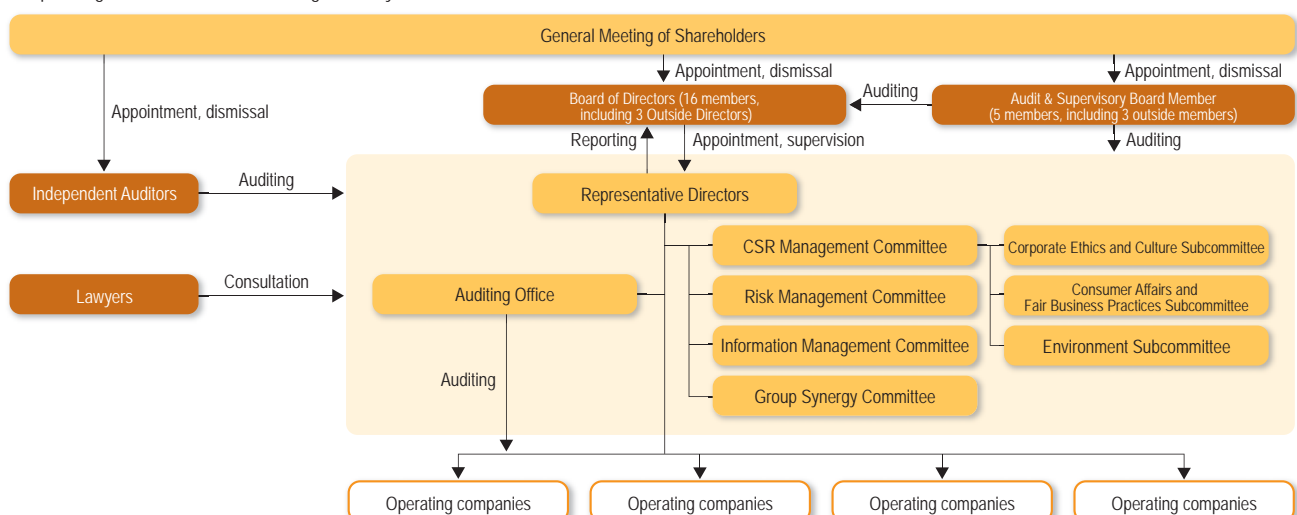 General Meeting of Shareholders
Appointment, dismissal
Appointment, dismissal
Appointment, dismissal
Board of Directors (16 members,
including 3 Outside Directors)
Auditing
Audit & Supervisory Board Member
(5 members, including 3 outside members)
Reporting
Appointment, supervision
Auditing
Independent Auditors
Auditing
Representative Directors
CSR Management Committee
Corporate Ethics and Culture Subcommittee
Lawyers
Consultation
Auditing Office
Risk Management Committee
Consumer Affairs and
Fair Business Practices Subcommittee
Information Management Committee
Environment Subcommittee
Auditing
Group Synergy Committee
Operating companies
Operating companies
Operating companies
Operating companies